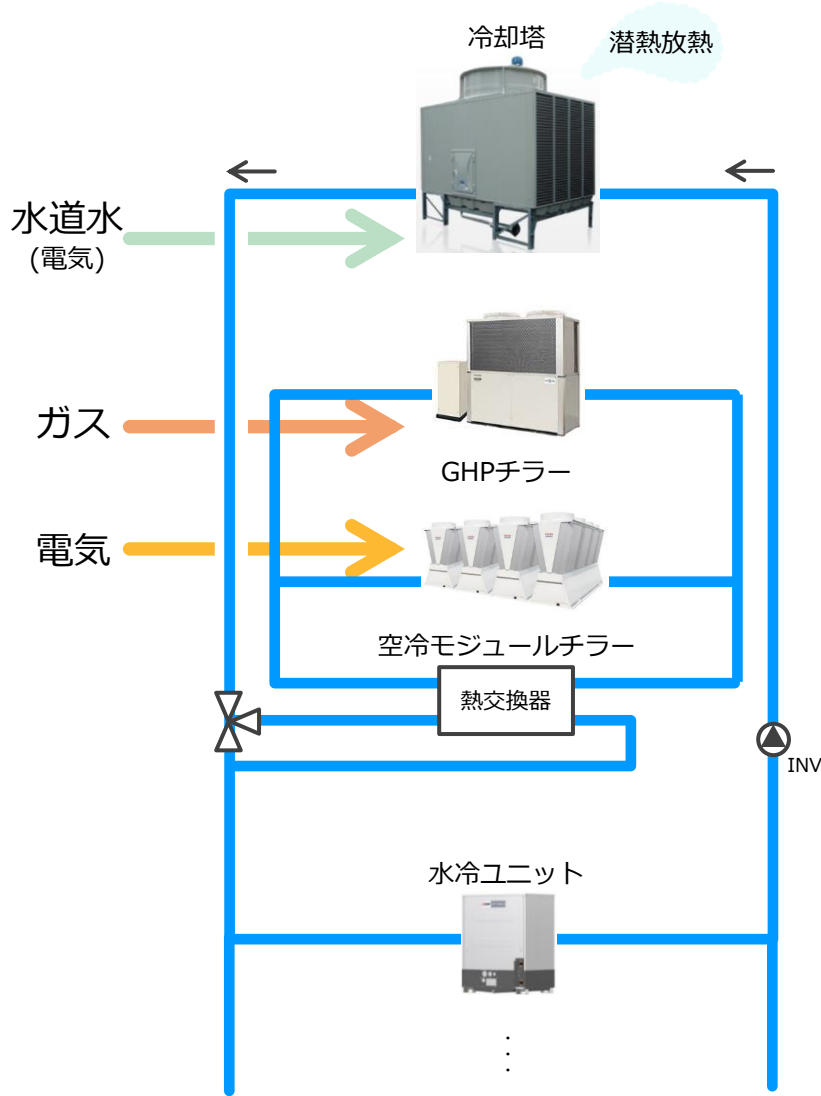 冷却塔
潜熱放熱
水道水
(電気)
ガス
GHPチラー
電気
空冷モジュールチラー
熱交換器
INV
水冷ユニット